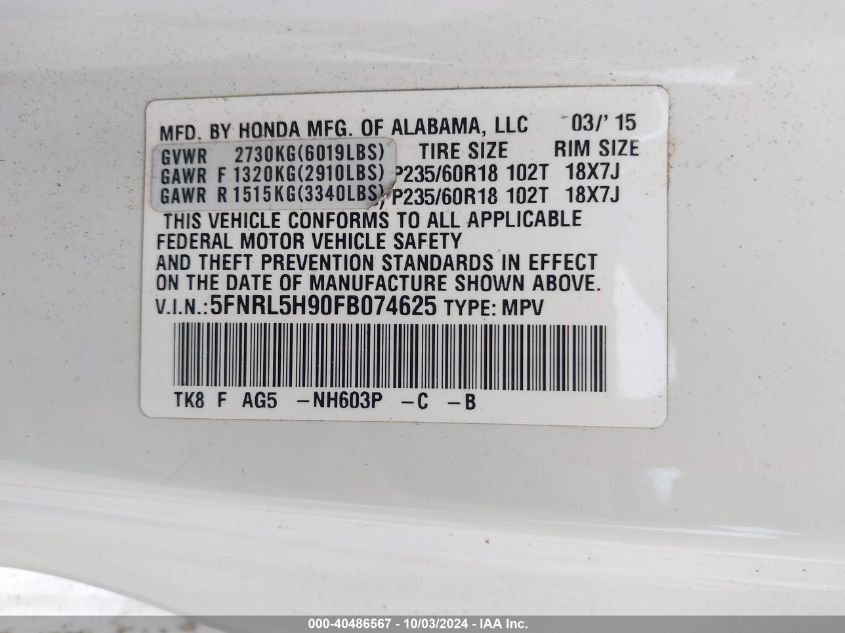 MFD. BY HONDA MFG. OF ALABAMA, LLC 03/' 15
GVWR 2730KG(6019LBS) TIRE SIZE RIM SIZE
GAWR F 1320KG(2910LBS) P235/60R18 102T 18X7J
GAWR R 1515KG(3340LBS) P235/60R18 102T 18X7J
THIS VEHICLE CONFORMS TO ALL APPLICABLE
FEDERAL MOTOR VEHICLE SAFETY
AND THEFT PREVENTION STANDARDS IN EFFECT
ON THE DATE OF MANUFACTURE SHOWN ABOVE.
V.I.N.:5FNRL5H90FB074625 TYPE: MPV
TK8 F AG5 -NH603P -C -B
000-40486567 - 10/03/2024 - IAA Inc.